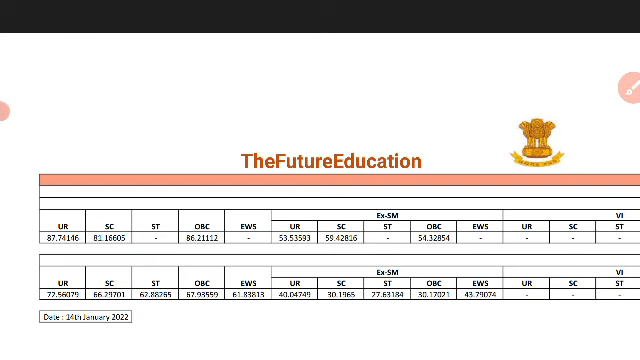 TheFutureEducation
Ex-SM VI
UR SC ST OBC EWS UR SC ST OBC EWS UR SC ST
87.74146 81.16605 - 86.21112 - 53.53593 59.42816 - 54.32854 - - - -
Ex-SM VI
UR SC ST OBC EWS UR SC ST OBC EWS UR SC ST
72.56079 66.29701 62.88265 67.93559 61.83813 40.04749 30.1965 27.63184 30.17021 43.79074 - - -
Date : 14th January 2022